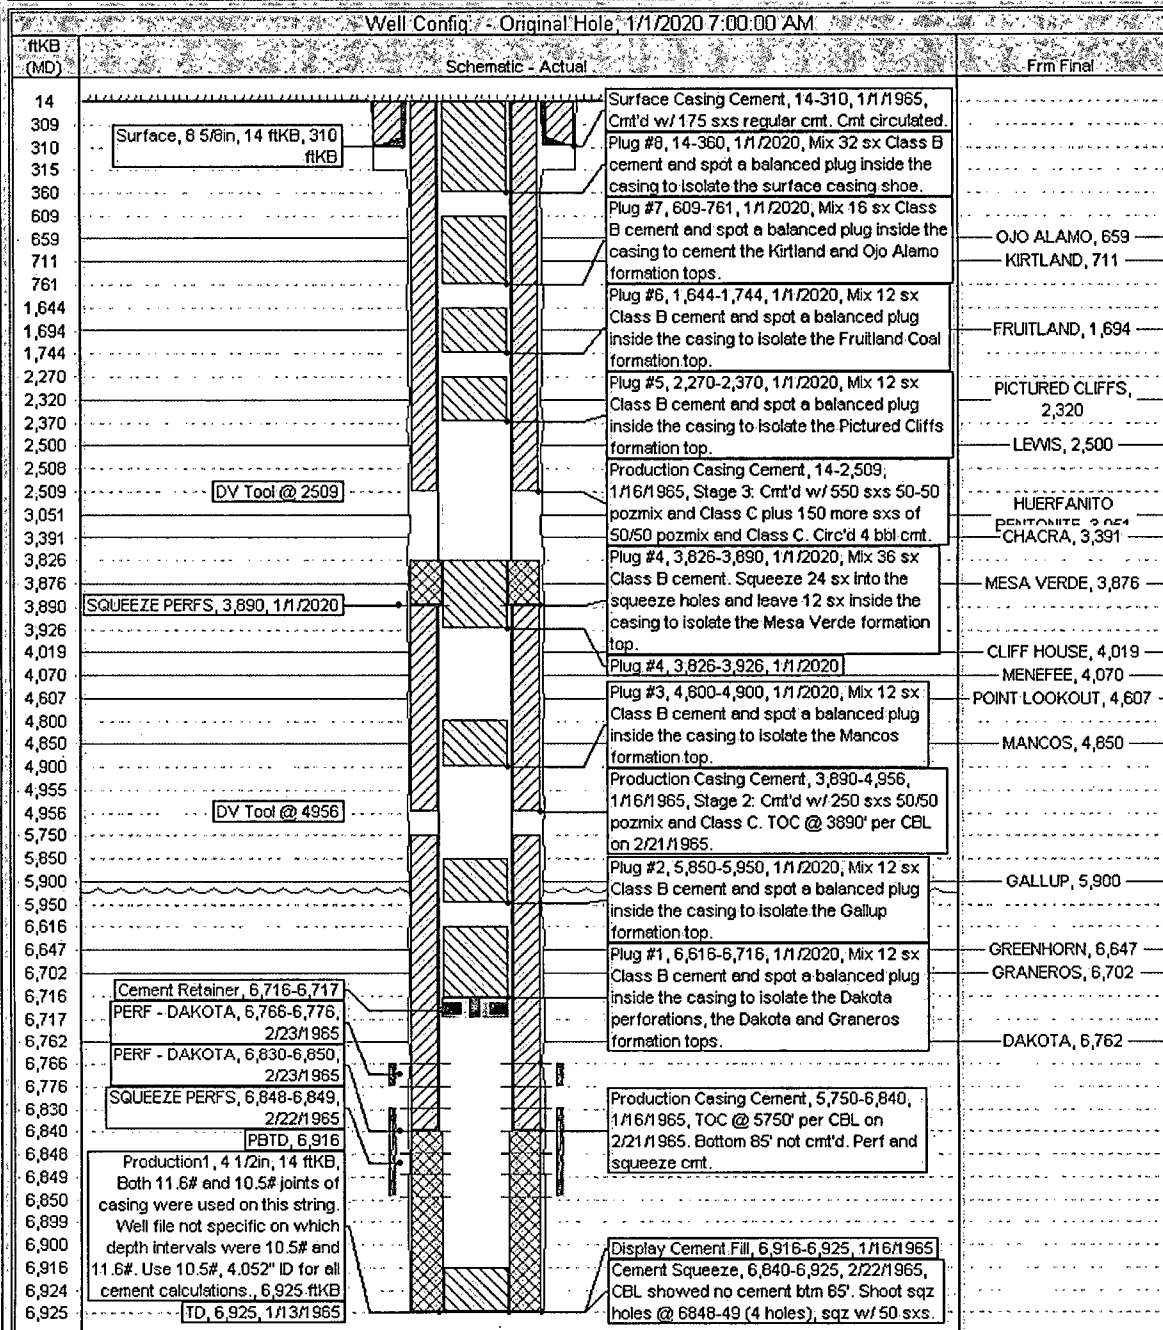 Well Config: - Original Hole, 1/1/2020 7:00:00 AM
ftKB
(MD)
Schematic - Actual
Frm Final
14
309
310
315
360
609
659
711
761
1,644
1,694
1,744
2,270
2,320
2,370
2,500
2,508
2,509
3,051
3,391
3,826
3,876
3,890
3,926
4,019
4,070
4,607
4,800
4,850
4,900
4,955
4,956
5,750
5,850
5,900
5,950
6,616
6,647
6,702
6,716
6,717
6,762
6,766
6,776
6,830
6,840
6,848
6,849
6,850
6,899
6,900
6,916
6,924
6,925
Surface, 8 5/8in, 14 ftKB, 310
ftKB
DV Tool @ 2509
SQUEEZE PERFS, 3,890, 1/1/2020
DV Tool @ 4956
Cement Retainer, 6,716-6,717
PERF - DAKOTA, 6,766-6,776,
2/23/1965
PERF - DAKOTA, 6,830-6,850,
2/23/1965
SQUEEZE PERFS, 6,848-6,849,
2/22/1965
PBTD, 6,916
Production1, 4 1/2in, 14 ftKB,
Both 11.6# and 10.5# joints of
casing were used on this string.
Well file not specific on which
depth intervals were 10.5# and
11.6#. Use 10.5#, 4.052" ID for all
cement calculations., 6,925 ftKB
TD, 6,925, 1/13/1965
Surface Casing Cement, 14-310, 1/1/1965,
Cmt'd w/ 175 sxs regular cmt. Cmt circulated.
Plug #8, 14-360, 1/1/2020, Mix 32 sx Class B
cement and spot a balanced plug inside the
casing to isolate the surface casing shoe.
Plug #7, 609-761, 1/1/2020, Mix 16 sx Class
B cement and spot a balanced plug inside the
casing to cement the Kirtland and Ojo Alamo
formation tops.
Plug #6, 1,644-1,744, 1/1/2020, Mix 12 sx
Class B cement and spot a balanced plug
inside the casing to isolate the Fruitland Coal
formation top.
Plug #5, 2,270-2,370, 1/1/2020, Mix 12 sx
Class B cement and spot a balanced plug
inside the casing to isolate the Pictured Cliffs
formation top.
Production Casing Cement, 14-2,509,
1/16/1965, Stage 3: Cmt'd w/ 550 sxs 50-50
pozmix and Class C plus 150 more sxs of
50/50 pozmix and Class C. Circ'd 4 bbl cmt.
Plug #4, 3,826-3,890, 1/1/2020, Mix 36 sx
Class B cement. Squeeze 24 sx into the
squeeze holes and leave 12 sx inside the
casing to isolate the Mesa Verde formation
top.
Plug #4, 3,826-3,926, 1/1/2020
Plug #3, 4,800-4,900, 1/1/2020, Mix 12 sx
Class B cement and spot a balanced plug
inside the casing to isolate the Mancos
formation top.
Production Casing Cement, 3,890-4,956,
1/16/1965, Stage 2: Cmt'd w/ 250 sxs 50/50
pozmix and Class C. TOC @ 3890' per CBL
on 2/21/1965.
Plug #2, 5,850-5,950, 1/1/2020, Mix 12 sx
Class B cement and spot a balanced plug
inside the casing to isolate the Gallup
formation top.
Plug #1, 6,616-6,716, 1/1/2020, Mix 12 sx
Class B cement and spot a balanced plug
inside the casing to isolate the Dakota
perforations, the Dakota and Graneros
formation tops.
Production Casing Cement, 5,750-6,840,
1/16/1965, TOC @ 5750' per CBL on
2/21/1965. Bottom 85' not cmt'd. Perf and
squeeze cmt.
Display Cement Fill, 6,916-6,925, 1/16/1965
Cement Squeeze, 6,840-6,925, 2/22/1965,
CBL showed no cement btm 85'. Shoot sqz
holes @ 6848-49 (4 holes), sqz w/ 50 sxs.
OJO ALAMO, 659
KIRTLAND, 711
FRUITLAND, 1,694
PICTURED CLIFFS,
2,320
LEWIS, 2,500
HUERFANITO
BENTONITE, 3,051
CHACRA, 3,391
MESA VERDE, 3,876
CLIFF HOUSE, 4,019
MENEFEE, 4,070
POINT LOOKOUT, 4,607
MANCOS, 4,850
GALLUP, 5,900
GREENHORN, 6,647
GRANEROS, 6,702
DAKOTA, 6,762